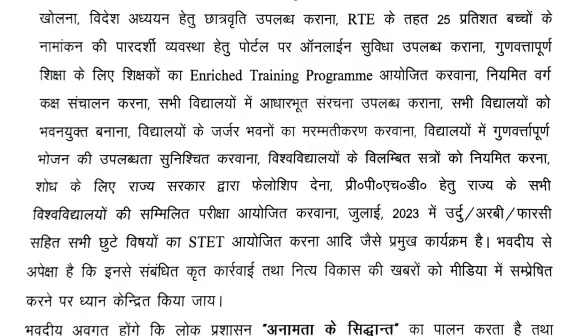 खोलना, विदेश अध्ययन हेतु छात्रवृति उपलब्ध कराना, RTE के तहत 25 प्रतिशत बच्चों के
नामांकन की पारदर्शी व्यवस्था हेतु पोर्टल पर ऑनलाईन सुविधा उपलब्ध कराना, गुणवत्तापूर्ण
शिक्षा के लिए शिक्षकों का Enriched Training Programme आयोजित करवाना, नियमित वर्ग
कक्ष संचालन करना, सभी विद्यालयों में आधारभूत संरचना उपलब्ध कराना, सभी विद्यालयों को
भवनयुक्त बनाना, विद्यालयों के जर्जर भवनों का मरम्मतीकरण करवाना, विद्यालयों में गुणवर्त्तापूर्ण
भोजन की उपलब्धता सुनिश्चित करवाना, विश्वविद्यालयों के विलम्बित सत्रों को नियमित करना,
शोध के लिए राज्य सरकार द्वारा फेलोशिप देना, प्री०पी०एच०डी० हेतु राज्य के सभी
विश्वविद्यालयों की सम्मिलित परीक्षा आयोजित करवाना, जुलाई, 2023 में उर्दु/अरबी/फारसी
सहित सभी छुटे विषयों का STET आयोजित करना आदि जैसे प्रमुख कार्यक्रम है। भवदीय से
अपेक्षा है कि इनसे संबंधित कृत कार्रवाई तथा नित्य विकास की खबरों को मीडिया में सम्प्रेषित
करने पर ध्यान केन्द्रित किया जाय।
भवदीय अवगत होंगे कि लोक प्रशासन "अनामता के सिद्धान्त" का पालन करता है तथा